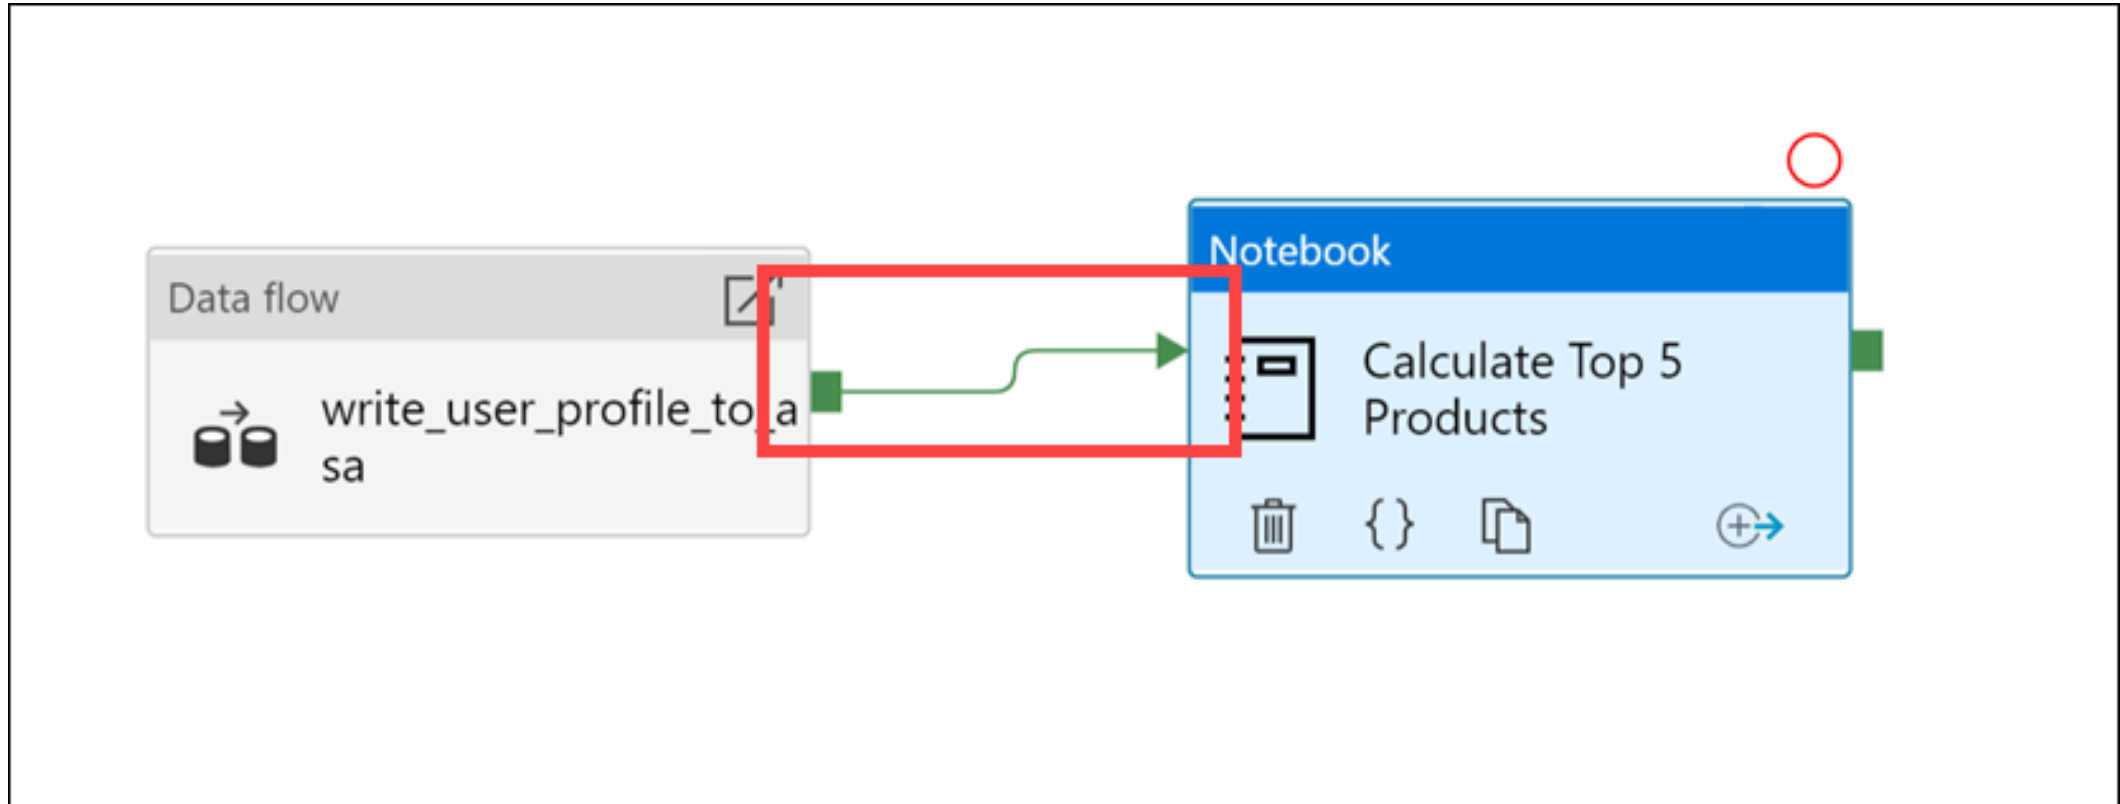 Data flow
write_user_profile_to_a
sa
Notebook
Calculate Top 5
Products